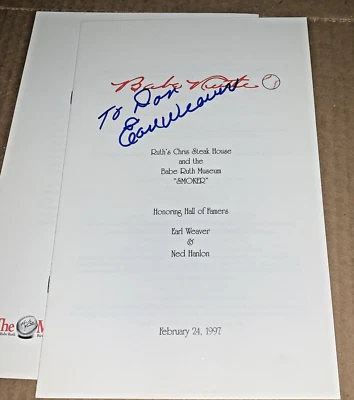 Babe Ruth
To Don
Earl Weaver
Ruth's Chris Steak House
and the
Babe Ruth Museum
"SMOKER"
Honoring Hall of Famers
Earl Weaver
&
Ned Hanlon
February 24, 1997
The